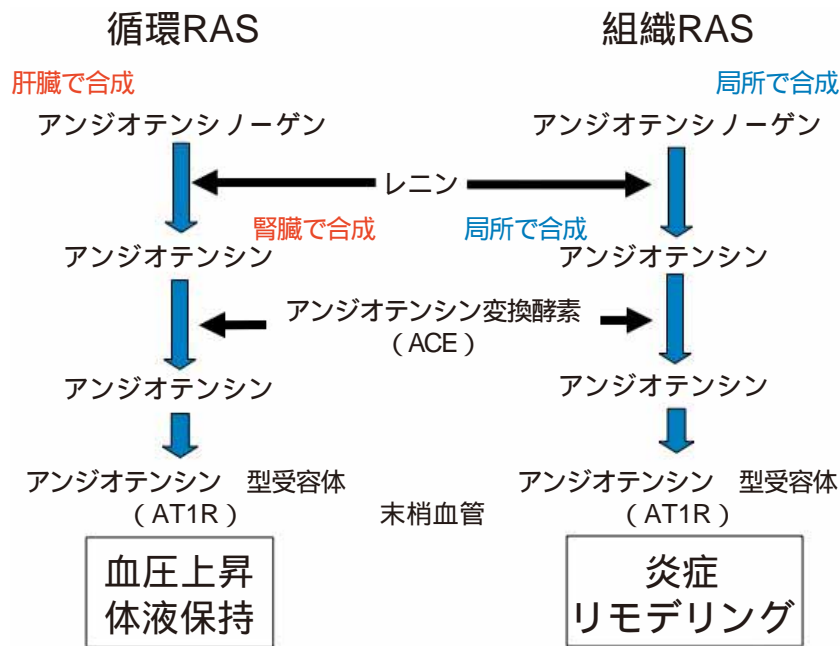 循環RAS
組織RAS
肝臓で合成
局所で合成
アンジオテンシノーゲン
アンジオテンシノーゲン
レニン
腎臓で合成
局所で合成
アンジオテンシン
アンジオテンシン
アンジオテンシン変換酵素
(ACE)
アンジオテンシン
アンジオテンシン
アンジオテンシン 型受容体
(AT1R)
末梢血管
アンジオテンシン 型受容体
(AT1R)
血圧上昇
体液保持
炎症
リモデリング